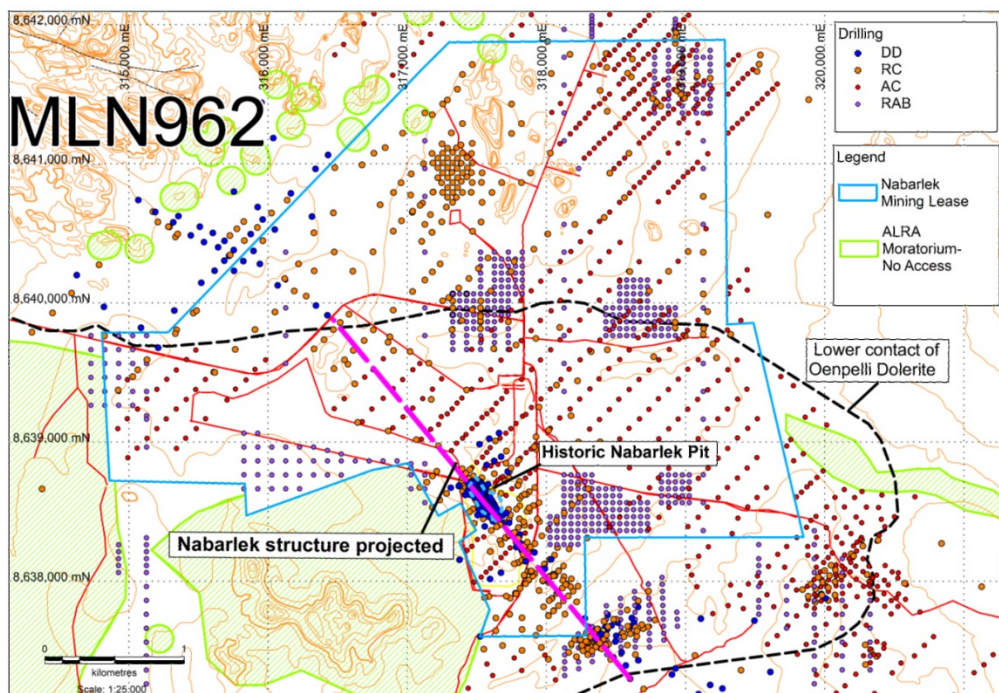 8,642,000 mN
315,000 mE
316,000 mE
317,000 mE
318,000 mE
319,000 mE
320,000 mE
MLN962
8,641,000 mN
8,640,000 mN
8,639,000 mN
8,638,000 mN
Drilling
DD
RC
AC
RAB
Legend
Nabarlek
Mining Lease
ALRA
Moratorium-
No Access
Lower contact of
Oenpelli Dolerite
Historic Nabarlek Pit
Nabarlek structure projected
0
1
kilometres
Scale: 1:25:000